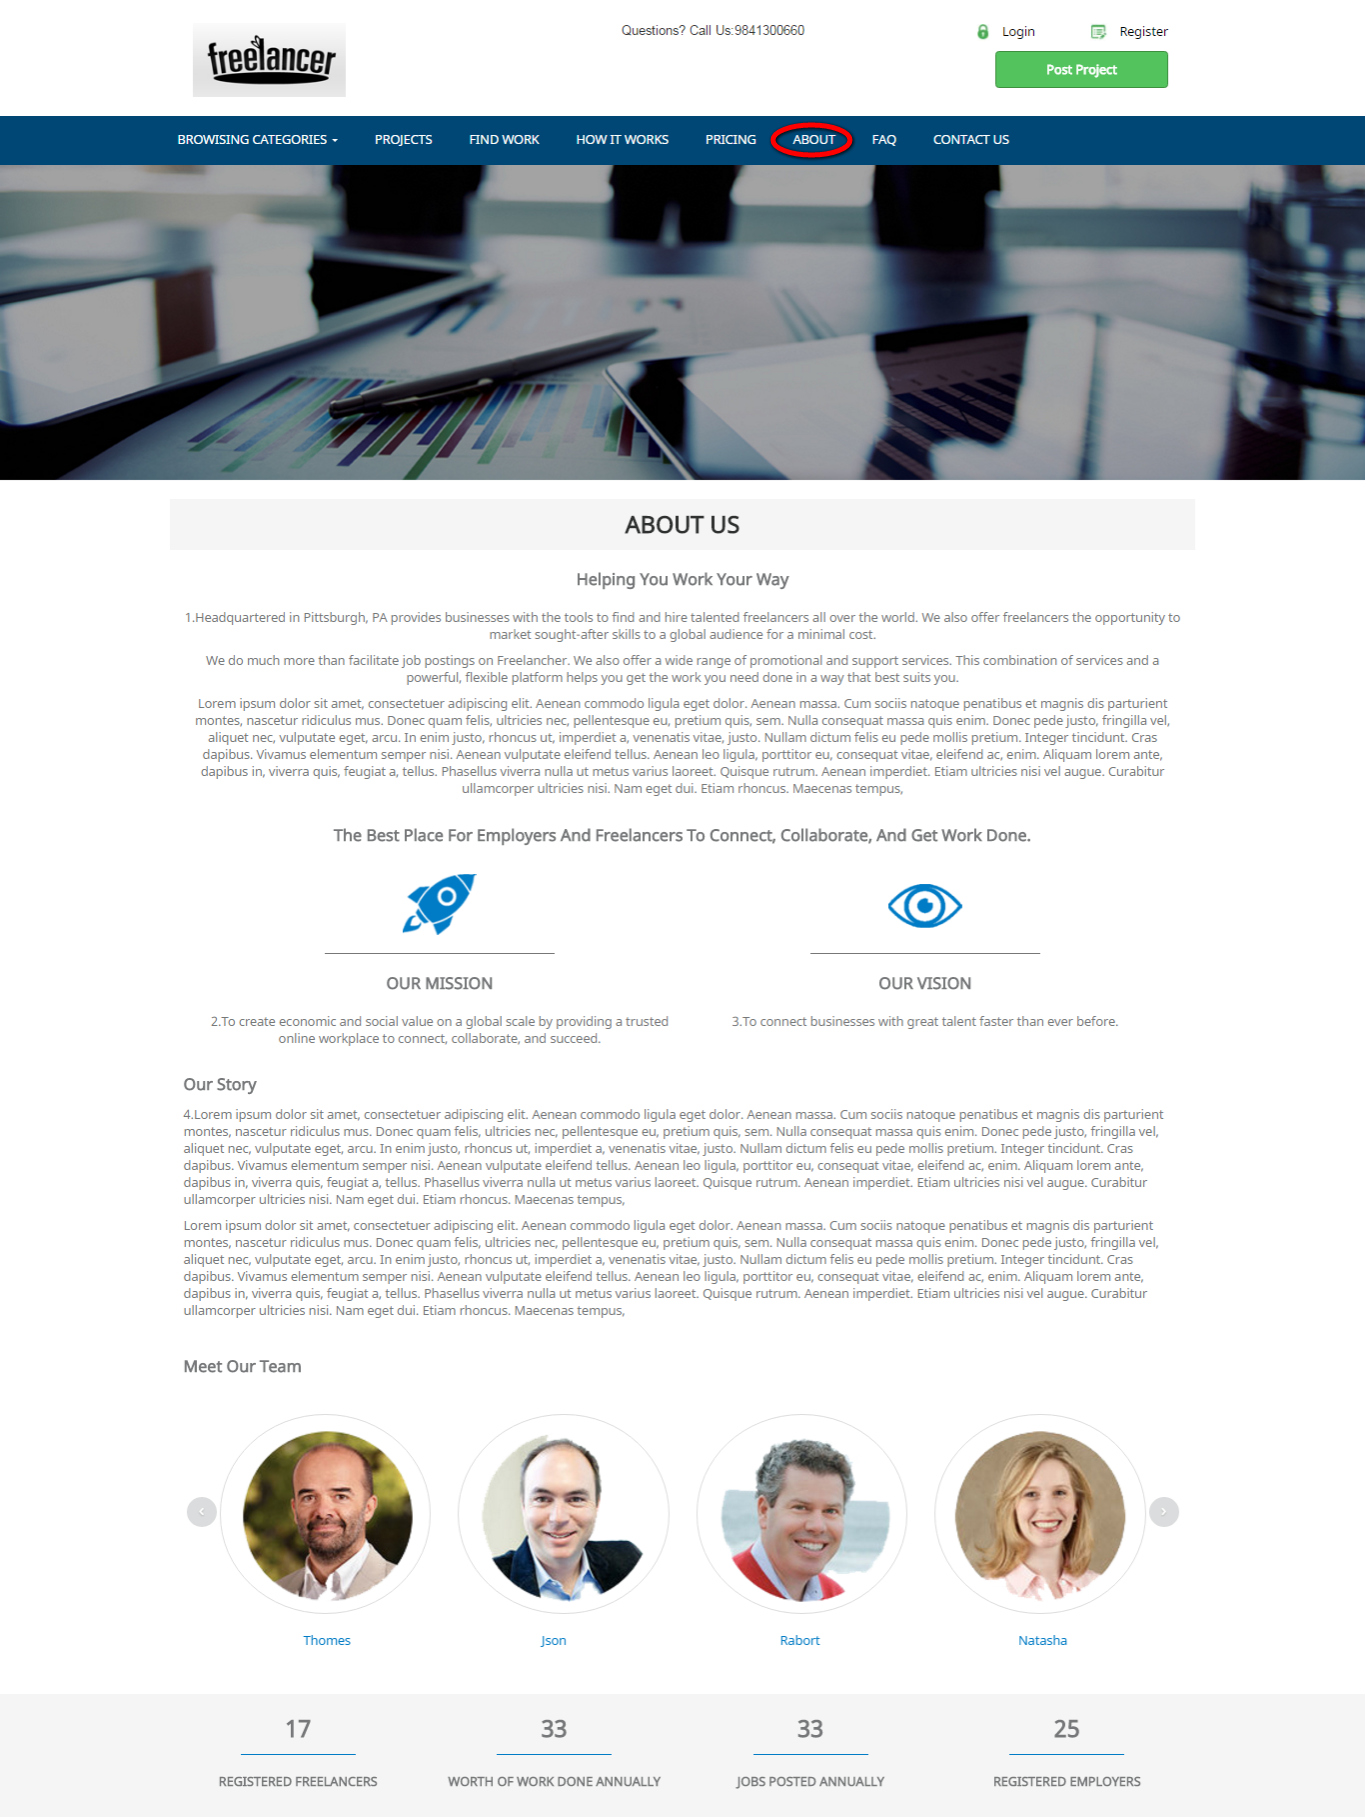 freelancer
Questions? Call Us:9841300660
Login
Register
Post Project
BROWISING CATEGORIES
PROJECTS
FIND WORK
HOW IT WORKS
PRICING
ABOUT
FAQ
CONTACT US
ABOUT US
Helping You Work Your Way
1.Headquartered in Pittsburgh, PA provides businesses with the tools to find and hire talented freelancers all over the world. We also offer freelancers the opportunity to
market sought-after skills to a global audience for a minimal cost.
We do much more than facilitate job postings on Freelancher. We also offer a wide range of promotional and support services. This combination of services and a
powerful, flexible platform helps you get the work you need done in a way that best suits you.
Lorem ipsum dolor sit amet, consectetuer adipiscing elit. Aenean commodo ligula eget dolor. Aenean massa. Cum sociis natoque penatibus et magnis dis parturient
montes, nascetur ridiculus mus. Donec quam felis, ultricies nec, pellentesque eu, pretium quis, sem. Nulla consequat massa quis enim. Donec pede justo, fringilla vel,
aliquet nec, vulputate eget, arcu. In enim justo, rhoncus ut, imperdiet a, venenatis vitae, justo. Nullam dictum felis eu pede mollis pretium. Integer tincidunt. Cras
dapibus. Vivamus elementum semper nisi. Aenean vulputate eleifend tellus. Aenean leo ligula, porttitor eu, consequat vitae, eleifend ac, enim. Aliquam lorem ante,
dapibus in, viverra quis, feugiat a, tellus. Phasellus viverra nulla ut metus varius laoreet. Quisque rutrum. Aenean imperdiet. Etiam ultricies nisi vel augue. Curabitur
ullamcorper ultricies nisi. Nam eget dui. Etiam rhoncus. Maecenas tempus,
The Best Place For Employers And Freelancers To Connect, Collaborate, And Get Work Done.
OUR MISSION
2.To create economic and social value on a global scale by providing a trusted
online workplace to connect, collaborate, and succeed.
OUR VISION
3.To connect businesses with great talent faster than ever before.
Our Story
4.Lorem ipsum dolor sit amet, consectetuer adipiscing elit. Aenean commodo ligula eget dolor. Aenean massa. Cum sociis natoque penatibus et magnis dis parturient
montes, nascetur ridiculus mus. Donec quam felis, ultricies nec, pellentesque eu, pretium quis, sem. Nulla consequat massa quis enim. Donec pede justo, fringilla vel,
aliquet nec, vulputate eget, arcu. In enim justo, rhoncus ut, imperdiet a, venenatis vitae, justo. Nullam dictum felis eu pede mollis pretium. Integer tincidunt. Cras
dapibus. Vivamus elementum semper nisi. Aenean vulputate eleifend tellus. Aenean leo ligula, porttitor eu, consequat vitae, eleifend ac, enim. Aliquam lorem ante,
dapibus in, viverra quis, feugiat a, tellus. Phasellus viverra nulla ut metus varius laoreet. Quisque rutrum. Aenean imperdiet. Etiam ultricies nisi vel augue. Curabitur
ullamcorper ultricies nisi. Nam eget dui. Etiam rhoncus. Maecenas tempus,
Lorem ipsum dolor sit amet, consectetuer adipiscing elit. Aenean commodo ligula eget dolor. Aenean massa. Cum sociis natoque penatibus et magnis dis parturient
montes, nascetur ridiculus mus. Donec quam felis, ultricies nec, pellentesque eu, pretium quis, sem. Nulla consequat massa quis enim. Donec pede justo, fringilla vel,
aliquet nec, vulputate eget, arcu. In enim justo, rhoncus ut, imperdiet a, venenatis vitae, justo. Nullam dictum felis eu pede mollis pretium. Integer tincidunt. Cras
dapibus. Vivamus elementum semper nisi. Aenean vulputate eleifend tellus. Aenean leo ligula, porttitor eu, consequat vitae, eleifend ac, enim. Aliquam lorem ante,
dapibus in, viverra quis, feugiat a, tellus. Phasellus viverra nulla ut metus varius laoreet. Quisque rutrum. Aenean imperdiet. Etiam ultricies nisi vel augue. Curabitur
ullamcorper ultricies nisi. Nam eget dui. Etiam rhoncus. Maecenas tempus,
Meet Our Team
Thomes
Json
Rabort
Natasha
17
REGISTERED FREELANCERS
33
WORTH OF WORK DONE ANNUALLY
33
JOBS POSTED ANNUALLY
25
REGISTERED EMPLOYERS